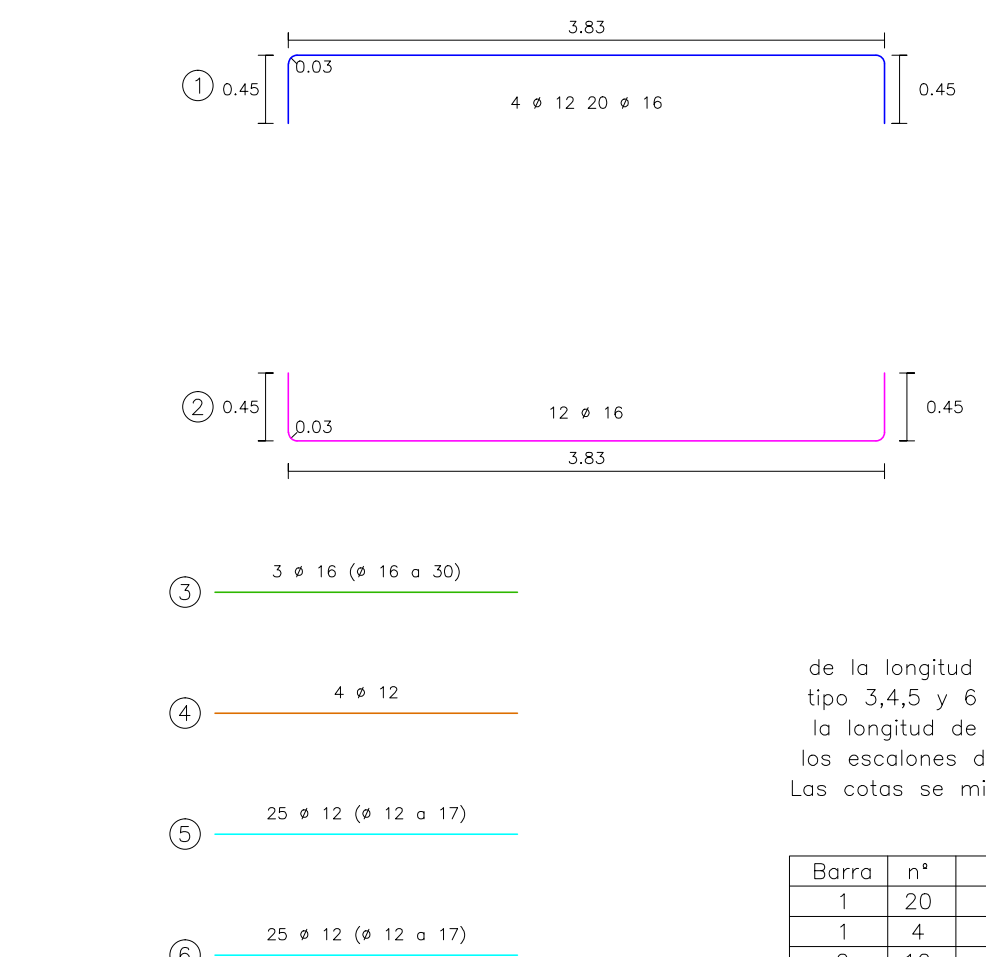 3.83
1 0.45
0.03
0.45
4 ø 12 20 ø 16
2 0.45
0.03
0.45
12 ø 16
3.83
3 ø 16 (ø 16 a 30)
3
4 ø 12
4
25 ø 12 (ø 12 a 17)
5
25 ø 12 (ø 12 a 17)
de la longitud
tipo 3,4,5 y 6
la longitud de
los escalones d
Las cotas se mi
Barra nº
1 20
1 4